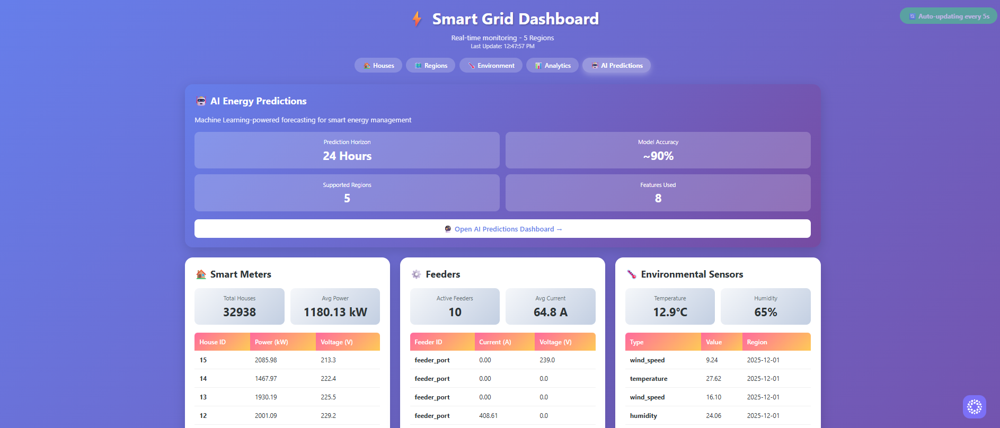 Smart Grid Dashboard
Auto-updating every 5s
Real-time monitoring - 5 Regions
Last Update: 12:47:57 PM
Houses
Regions
Environment
Analytics
AI Predictions
AI Energy Predictions
Machine Learning-powered forecasting for smart energy management
Prediction Horizon
24 Hours
Model Accuracy
~90%
Supported Regions
5
Features Used
8
Open AI Predictions Dashboard →
Smart Meters
Total Houses
32938
Avg Power
1180.13 kW
House ID Power (kW) Voltage (V)
15 2085.98 213.3
14 1467.97 222.4
13 1930.19 225.5
12 2001.09 229.2
Feeders
Active Feeders
10
Avg Current
64.8 A
Feeder ID Current (A) Voltage (V)
feeder_port 0.00 239.0
feeder_port 0.00 0.0
feeder_port 0.00 0.0
feeder_port 408.61 0.0
Environmental Sensors
Temperature
12.9°C
Humidity
65%
Type Value Region
wind_speed 9.24 2025-12-01
temperature 27.62 2025-12-01
wind_speed 16.10 2025-12-01
humidity 24.06 2025-12-01